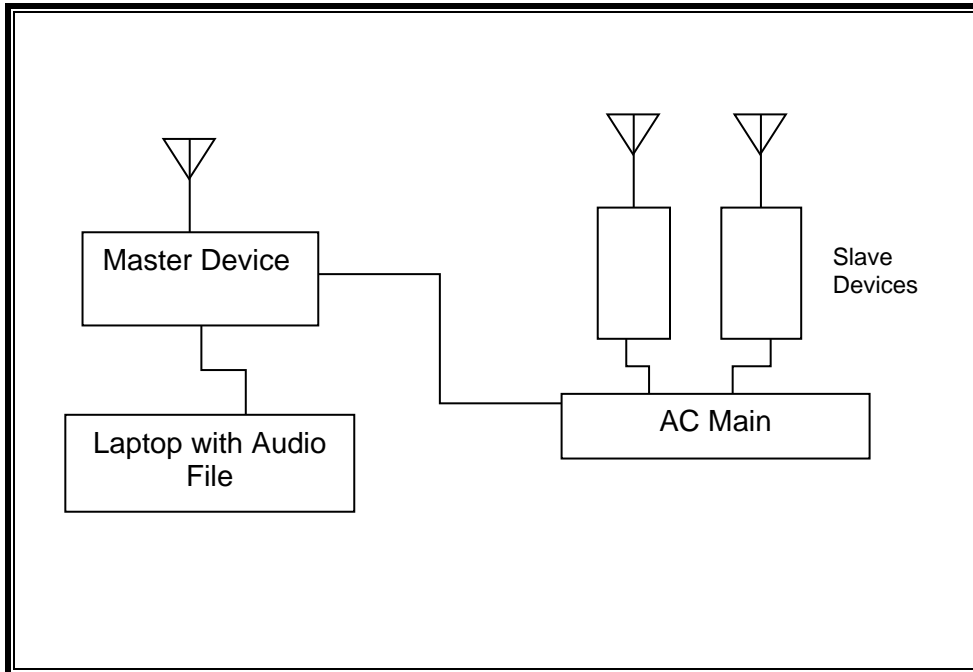 Master Device
Slave
Devices
Laptop with Audio
File
AC Main